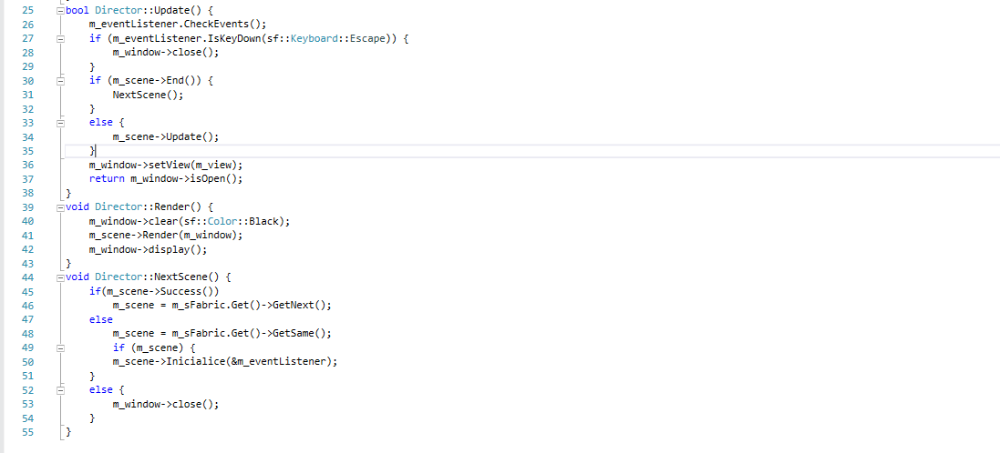 25 bool Director::Update() {
26     m_eventListener.CheckEvents();
27     if (m_eventListener.IsKeyDown(sf::Keyboard::Escape)) {
28         m_window->close();
29     }
30     if (m_scene->End()) {
31         NextScene();
32     }
33     else {
34         m_scene->Update();
35     }
36     m_window->setView(m_view);
37     return m_window->isOpen();
38 }
39 void Director::Render() {
40     m_window->clear(sf::Color::Black);
41     m_scene->Render(m_window);
42     m_window->display();
43 }
44 void Director::NextScene() {
45     if(m_scene->Success())
46         m_scene = m_sFabric.Get()->GetNext();
47     else
48         m_scene = m_sFabric.Get()->GetSame();
49         if (m_scene) {
50         m_scene->Inicialice(&m_eventListener);
51     }
52     else {
53         m_window->close();
54     }
55 }